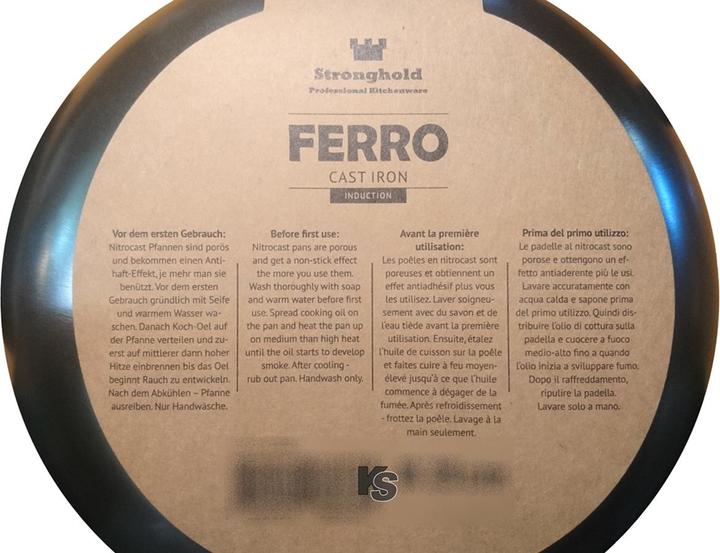 Stronghold
Professional Kitchenware
FERRO
CAST IRON
INDUCTION
Vor dem ersten Gebrauch:
Nitrocast Pfannen sind porös
und bekommen einen Anti-
haft-Effekt, je mehr man sie
benützt. Vor dem ersten
Gebrauch gründlich mit Seife
und warmem Wasser wa-
schen. Danach Koch-Oel auf
der Pfanne verteilen und zu-
erst auf mittlerer dann hoher
Hitze einbrennen bis das Oel
beginnt Rauch zu entwickeln.
Nach dem Abkühlen – Pfanne
ausreiben. Nur Handwäsche.
Before first use:
Nitrocast pans are porous
and get a non-stick effect
the more you use them.
Wash thoroughly with soap
and warm water before first
use. Spread cooking oil on
the pan and heat the pan up
on medium than high heat
until the oil starts to develop
smoke. After cooling -
rub out pan. Handwash only.
Avant la première
utilisation:
Les poêles en nitrocast sont
poreuses et obtiennent un
effet antiadhésif plus vous
les utilisez. Laver soigneu-
sement avec du savon et de
l'eau tiède avant la première
utilisation. Ensuite, étalez
l'huile de cuisson sur la poêle
et faites cuire à feu moyen-
élevé jusqu'à ce que l'huile
commence à dégager de la
fumée. Après refroidissement
- frottez la poêle. Lavage à la
main seulement.
Prima del primo utilizzo:
Le padelle al nitrocast sono
porose e ottengono un ef-
fetto antiaderente più le usi.
Lavare accuratamente con
acqua calda e sapone prima
del primo utilizzo. Quindi dis-
tribuire l'olio di cottura sulla
padella e cuocere a fuoco
medio-alto fino a quando
l'olio inizia a sviluppare fumo.
Dopo il raffreddamento,
ripulire la padella.
Lavare solo a mano.
KS